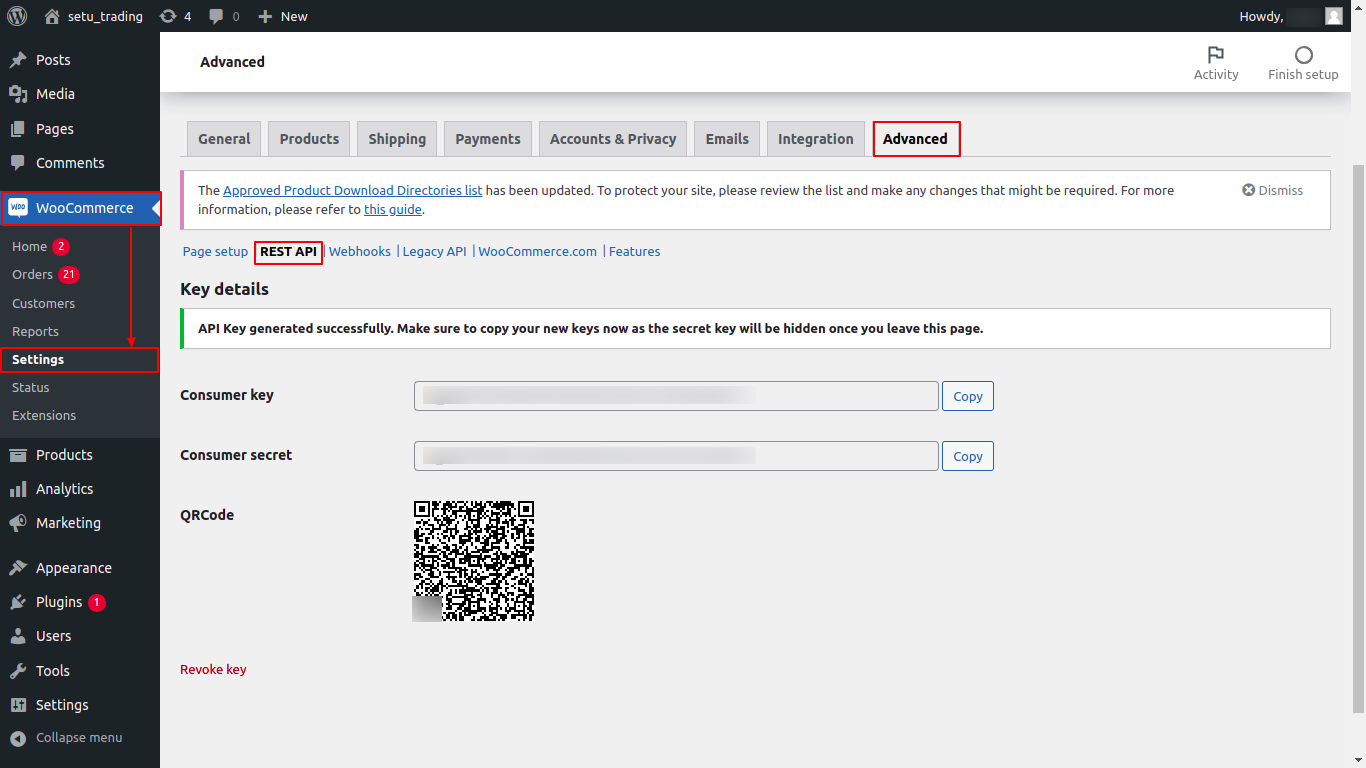 setu_trading 4 0 New Howdy,
Posts
Media
Pages
Comments
WooCommerce
Home 2
Orders 21
Customers
Reports
Settings
Status
Extensions
Products
Analytics
Marketing
Appearance
Plugins 1
Users
Tools
Settings
Collapse menu
Advanced
Activity
Finish setup
General Products Shipping Payments Accounts & Privacy Emails Integration Advanced
The Approved Product Download Directories list has been updated. To protect your site, please review the list and make any changes that might be required. For more
information, please refer to this guide.
Dismiss
Page setup REST API | Webhooks | Legacy API | WooCommerce.com | Features
Key details
API Key generated successfully. Make sure to copy your new keys now as the secret key will be hidden once you leave this page.
Consumer key Copy
Consumer secret Copy
QRCode
Revoke key